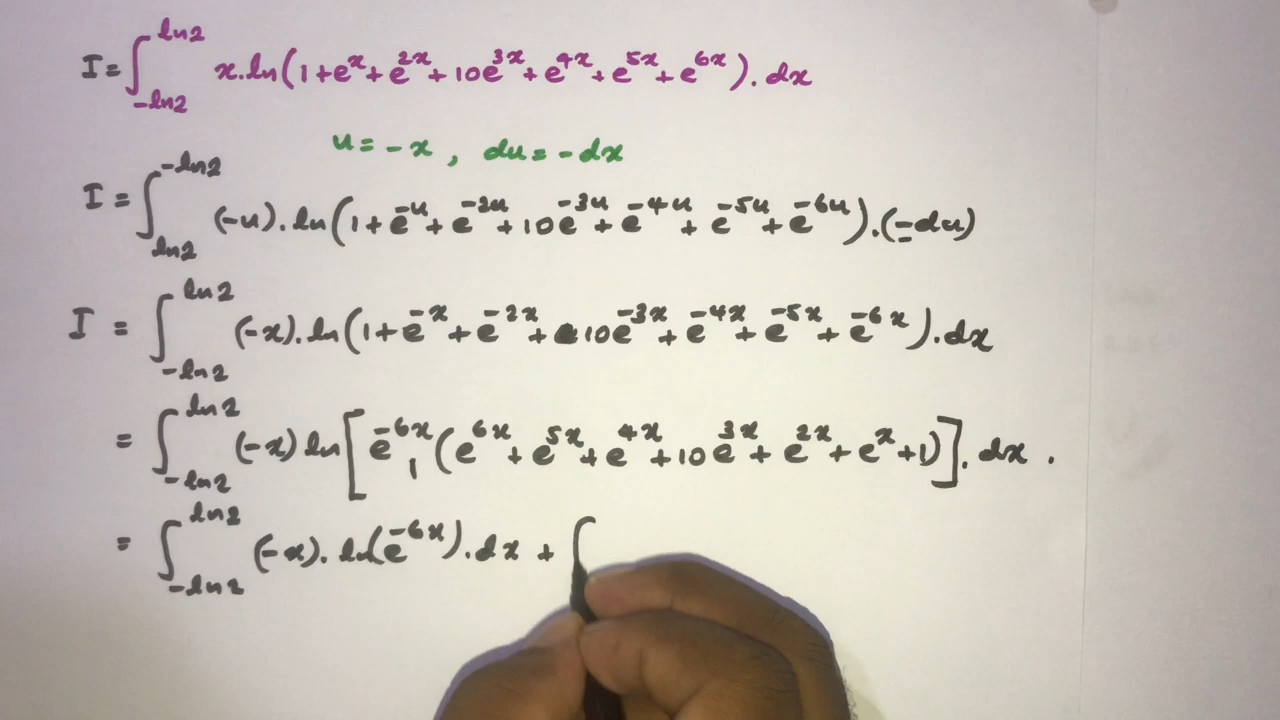 I = ∫_{-ln2}^{ln2} x.ln(1+e^x+e^{2x}+10e^{3x}+e^{4x}+e^{5x}+e^{6x}).dx
u=-x, du=-dx
I = ∫_{ln2}^{-ln2} (-u).ln(1+e^{-u}+e^{-2u}+10e^{-3u}+e^{-4u}+e^{-5u}+e^{-6u}).(-du)
I = ∫_{-ln2}^{ln2} (-x).ln(1+e^{-x}+e^{-2x}+10e^{-3x}+e^{-4x}+e^{-5x}+e^{-6x}).dx
= ∫_{-ln2}^{ln2} (-x) ln[e^{-6x}(e^{6x}+e^{5x}+e^{4x}+10e^{3x}+e^{2x}+e^x+1)].dx.
= ∫_{-ln2}^{ln2} (-x).ln(e^{-6x}).dx + ∫